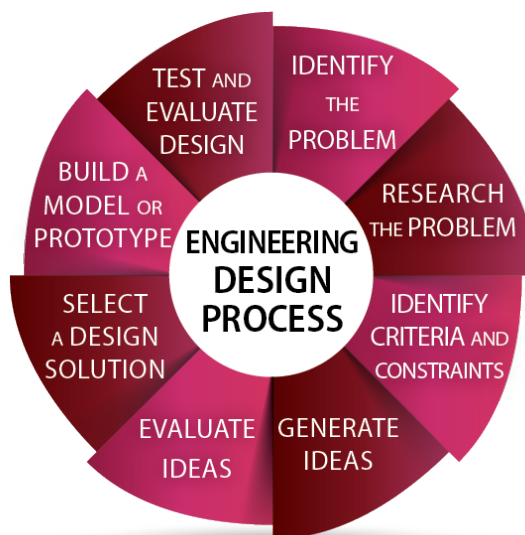 ENGINEERING
DESIGN
PROCESS
IDENTIFY
THE
PROBLEM
RESEARCH
THE PROBLEM
IDENTIFY
CRITERIA AND
CONSTRAINTS
GENERATE
IDEAS
EVALUATE
IDEAS
SELECT
A DESIGN
SOLUTION
BUILD A
MODEL OR
PROTOTYPE
TEST AND
EVALUATE
DESIGN